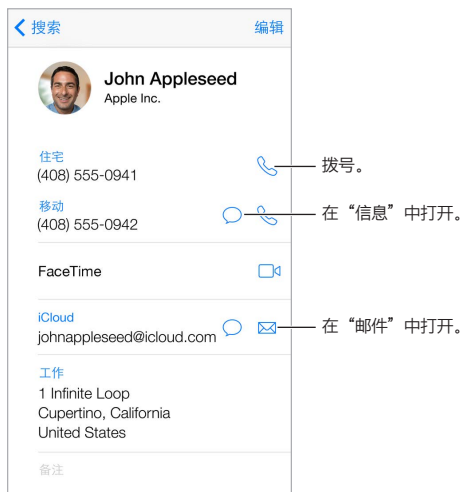 搜索 编辑
John Appleseed
Apple Inc.
住宅
(408) 555-0941
拨号。
移动
(408) 555-0942
在“信息”中打开。
FaceTime
iCloud
johnappleseed@icloud.com
在“邮件”中打开。
工作
1 Infinite Loop
Cupertino, California
United States
备注